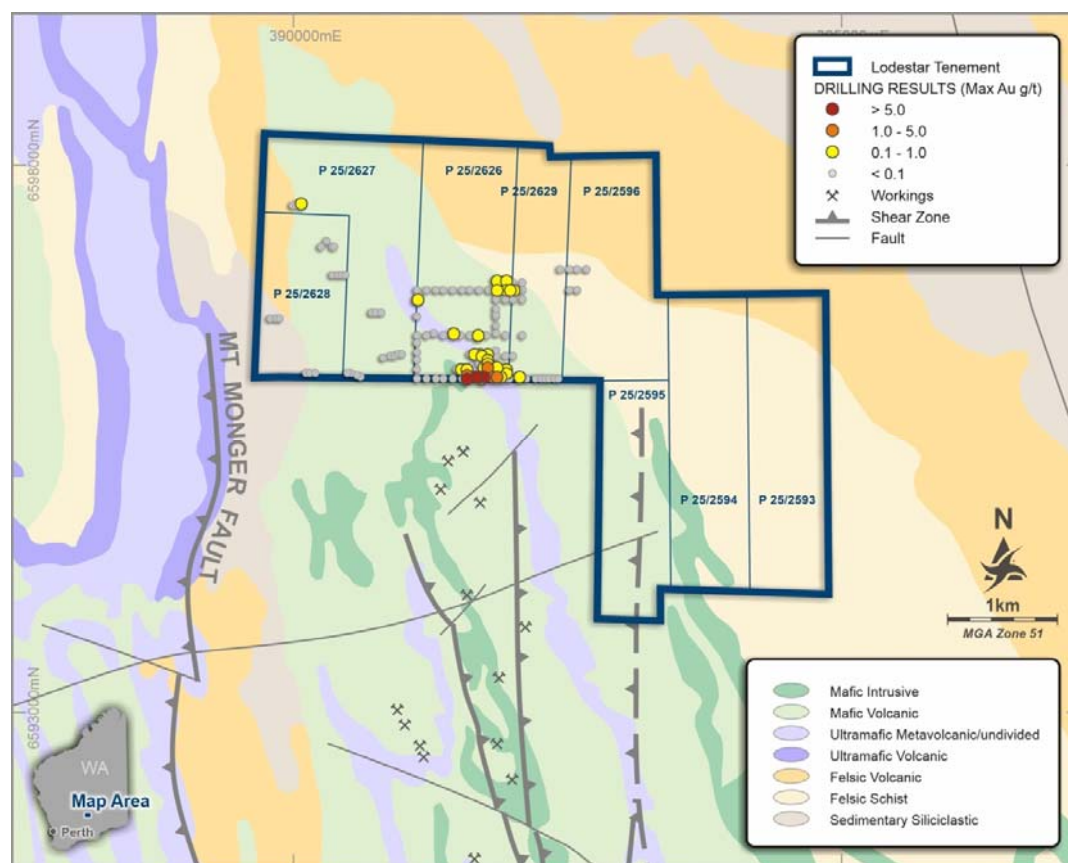 390000mE
395000mE
6598000mN
Lodestar Tenement
DRILLING RESULTS (Max Au g/t)
> 5.0
1.0 - 5.0
0.1 - 1.0
< 0.1
Workings
Shear Zone
Fault
P 25/2627
P 25/2626
P 25/2629
P 25/2596
P 25/2628
MT MONGER FAULT
P 25/2595
P 25/2594
P 25/2593
N
1km
MGA Zone 51
6593000mN
Mafic Intrusive
Mafic Volcanic
Ultramafic Metavolcanic/undivided
Ultramafic Volcanic
Felsic Volcanic
Felsic Schist
Sedimentary Siliciclastic
WA
Map Area
Perth